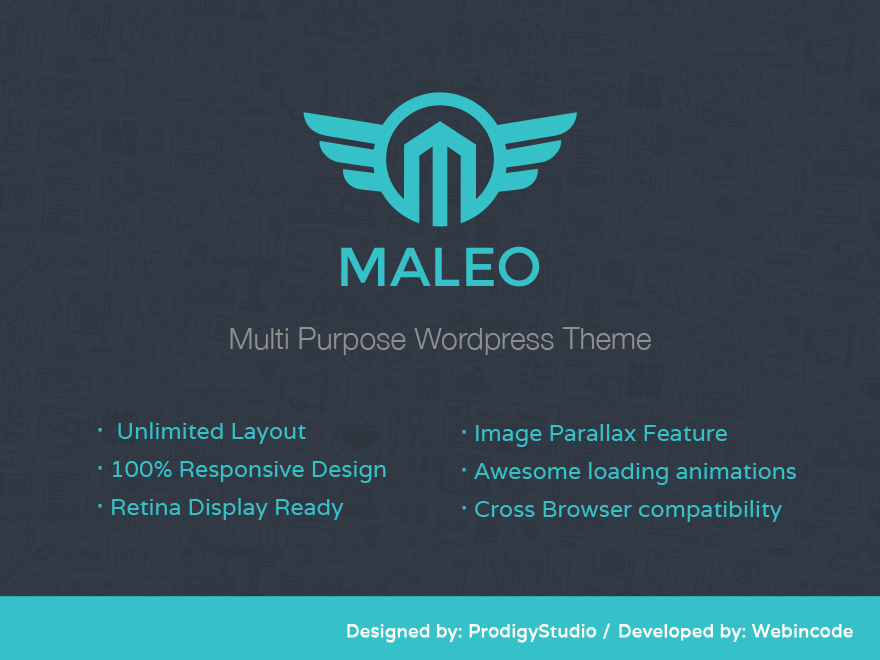 MALEO
Multi Purpose Wordpress Theme
· Unlimited Layout
· 100% Responsive Design
· Retina Display Ready
· Image Parallax Feature
· Awesome loading animations
· Cross Browser compatibility
Designed by: ProdigyStudio / Developed by: Webincode